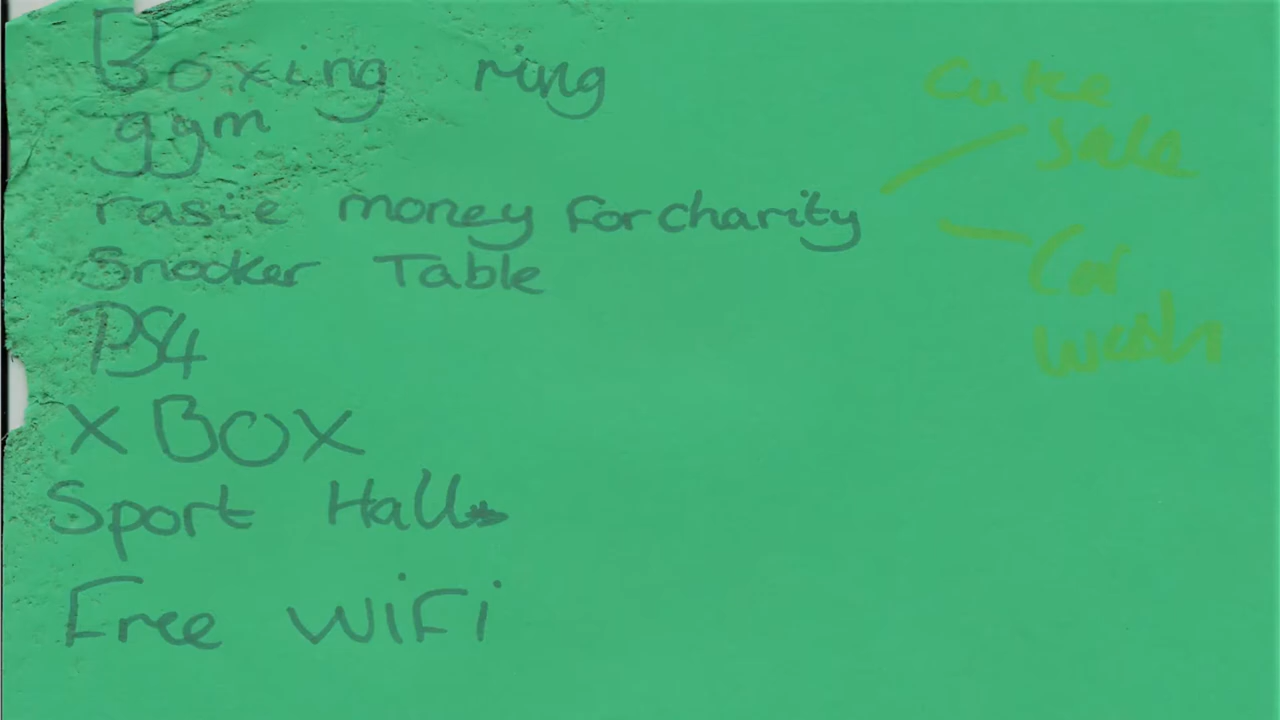 Boxing ring
gym
rasie money for charity
Snooker Table
PS4
X BOX
Sport Hall
Free WiFi
Cake
Sale
Car
wash